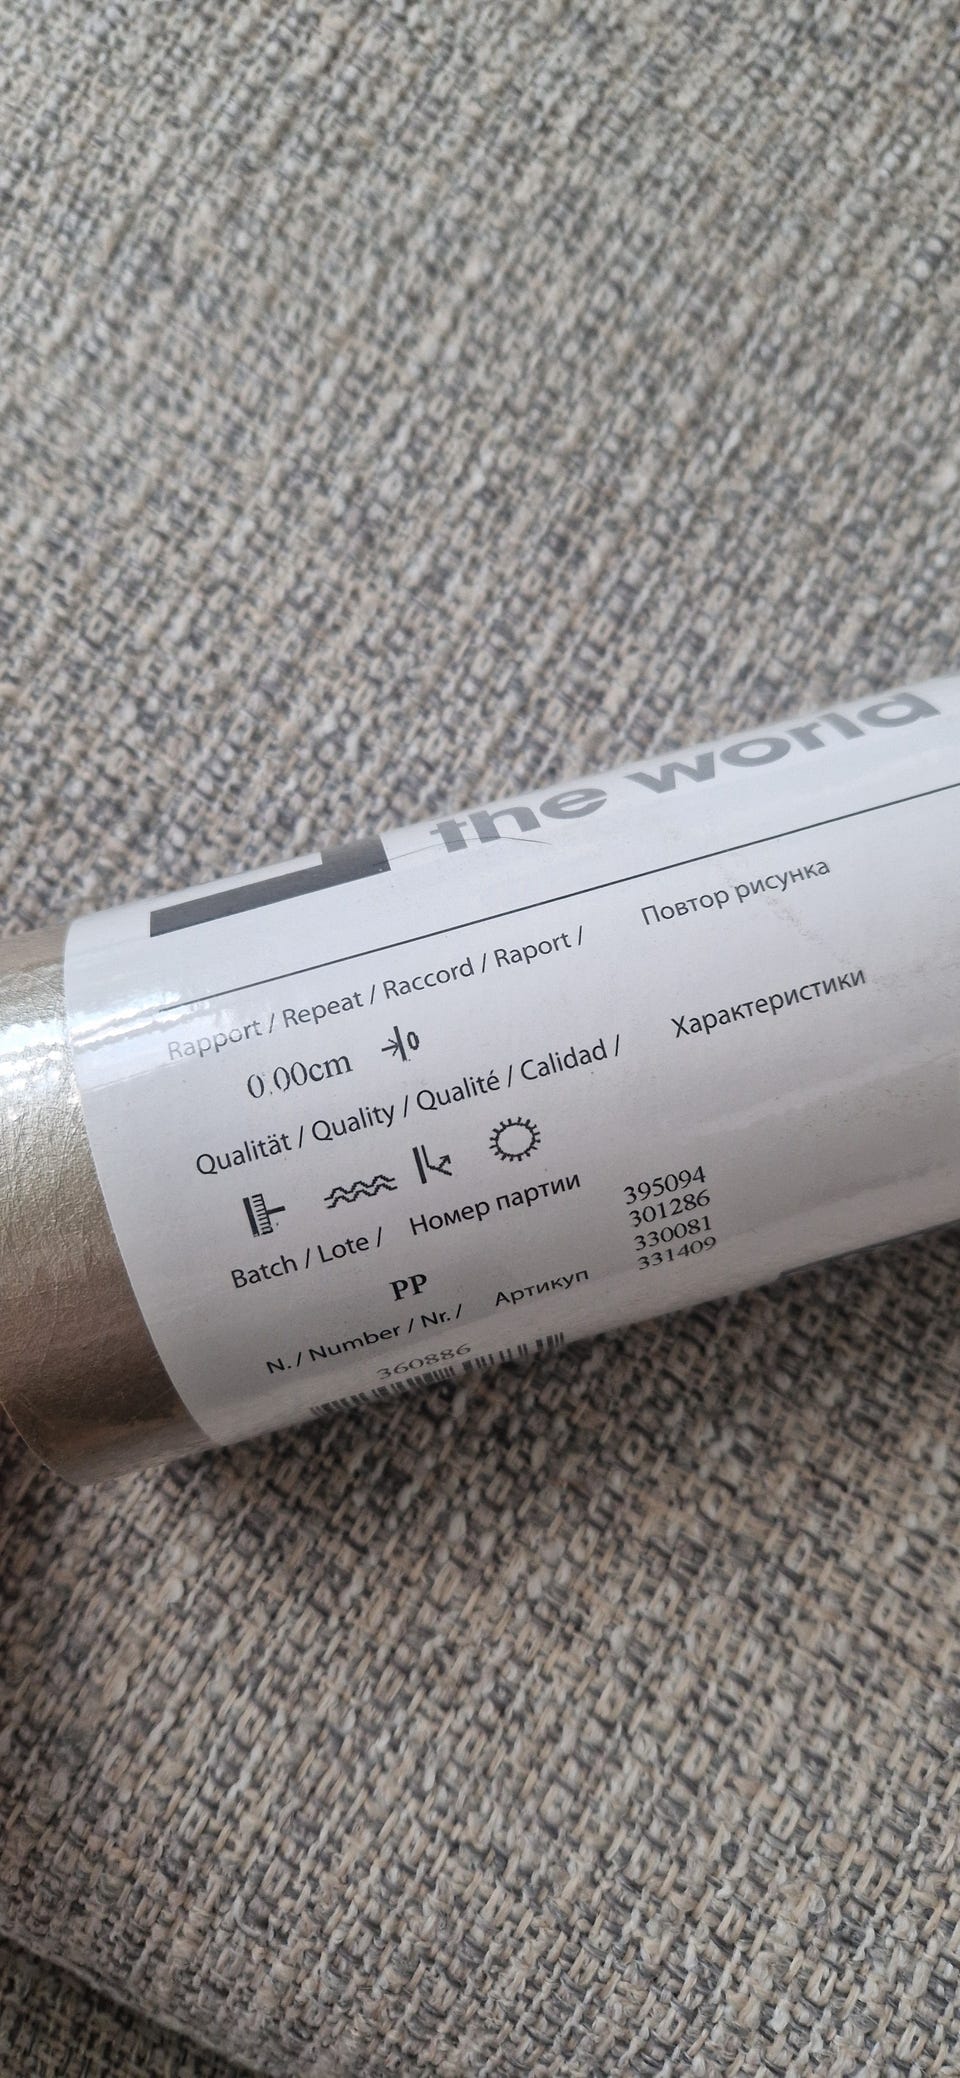 the world
Rapport / Repeat / Raccord / Raport / Повтор рисунка
0.00cm 0
Qualität / Quality / Qualité / Calidad / Характеристики
Batch / Lote / Номер партии 395094
301286
PP 330081
331409
N. / Number / Nr. / Артикул
360886